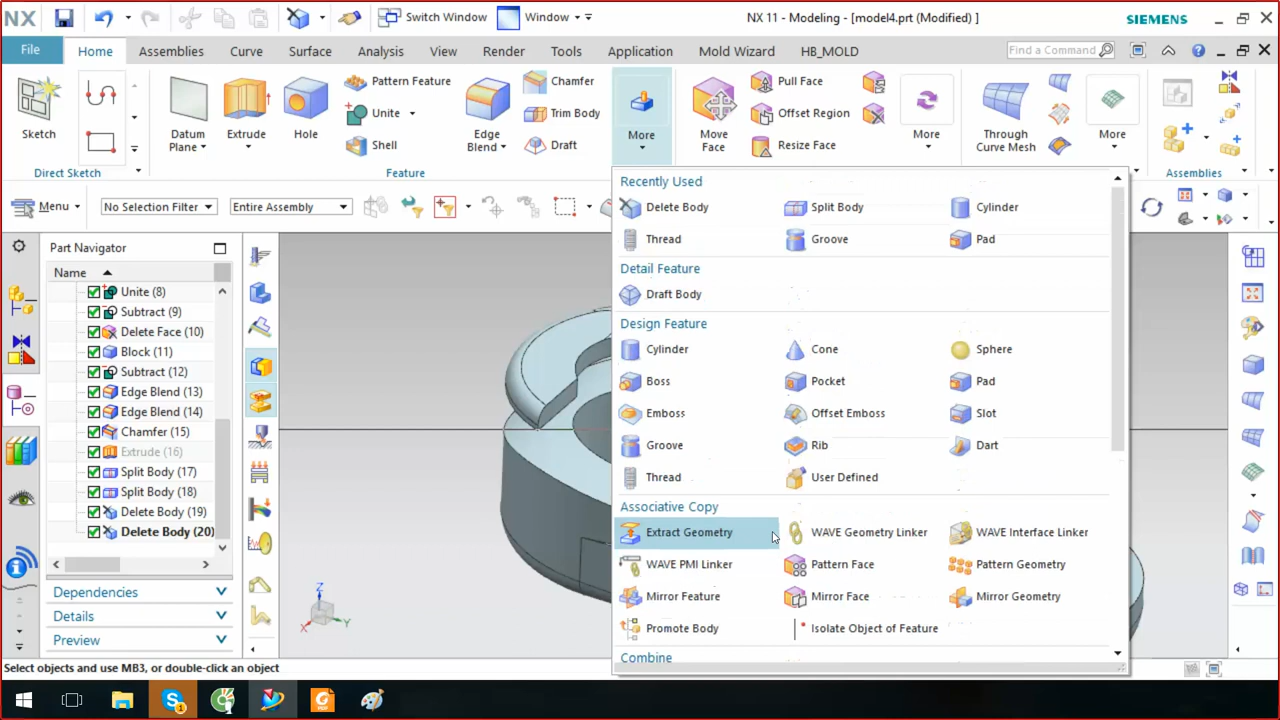 NX
Switch Window
Window
NX 11 - Modeling - [model4.prt (Modified) ]
SIEMENS
File
Home
Assemblies
Curve
Surface
Analysis
View
Render
Tools
Application
Mold Wizard
HB_MOLD
Find a Command
Sketch
Datum Plane
Extrude
Hole
Pattern Feature
Unite
Shell
Edge Blend
Chamfer
Trim Body
Draft
More
Move Face
Pull Face
Offset Region
Resize Face
More
Through Curve Mesh
More
Direct Sketch
Feature
Assemblies
Menu
No Selection Filter
Entire Assembly
Part Navigator
Name
Unite (8)
Subtract (9)
Delete Face (10)
Block (11)
Subtract (12)
Edge Blend (13)
Edge Blend (14)
Chamfer (15)
Extrude (16)
Split Body (17)
Split Body (18)
Delete Body (19)
Delete Body (20)
Dependencies
Details
Preview
Recently Used
Delete Body
Split Body
Cylinder
Thread
Groove
Pad
Detail Feature
Draft Body
Design Feature
Cylinder
Cone
Sphere
Boss
Pocket
Pad
Emboss
Offset Emboss
Slot
Groove
Rib
Dart
Thread
User Defined
Associative Copy
Extract Geometry
WAVE Geometry Linker
WAVE Interface Linker
WAVE PMI Linker
Pattern Face
Pattern Geometry
Mirror Feature
Mirror Face
Mirror Geometry
Promote Body
Isolate Object of Feature
Combine
Z
X
Y
Select objects and use MB3, or double-click an object